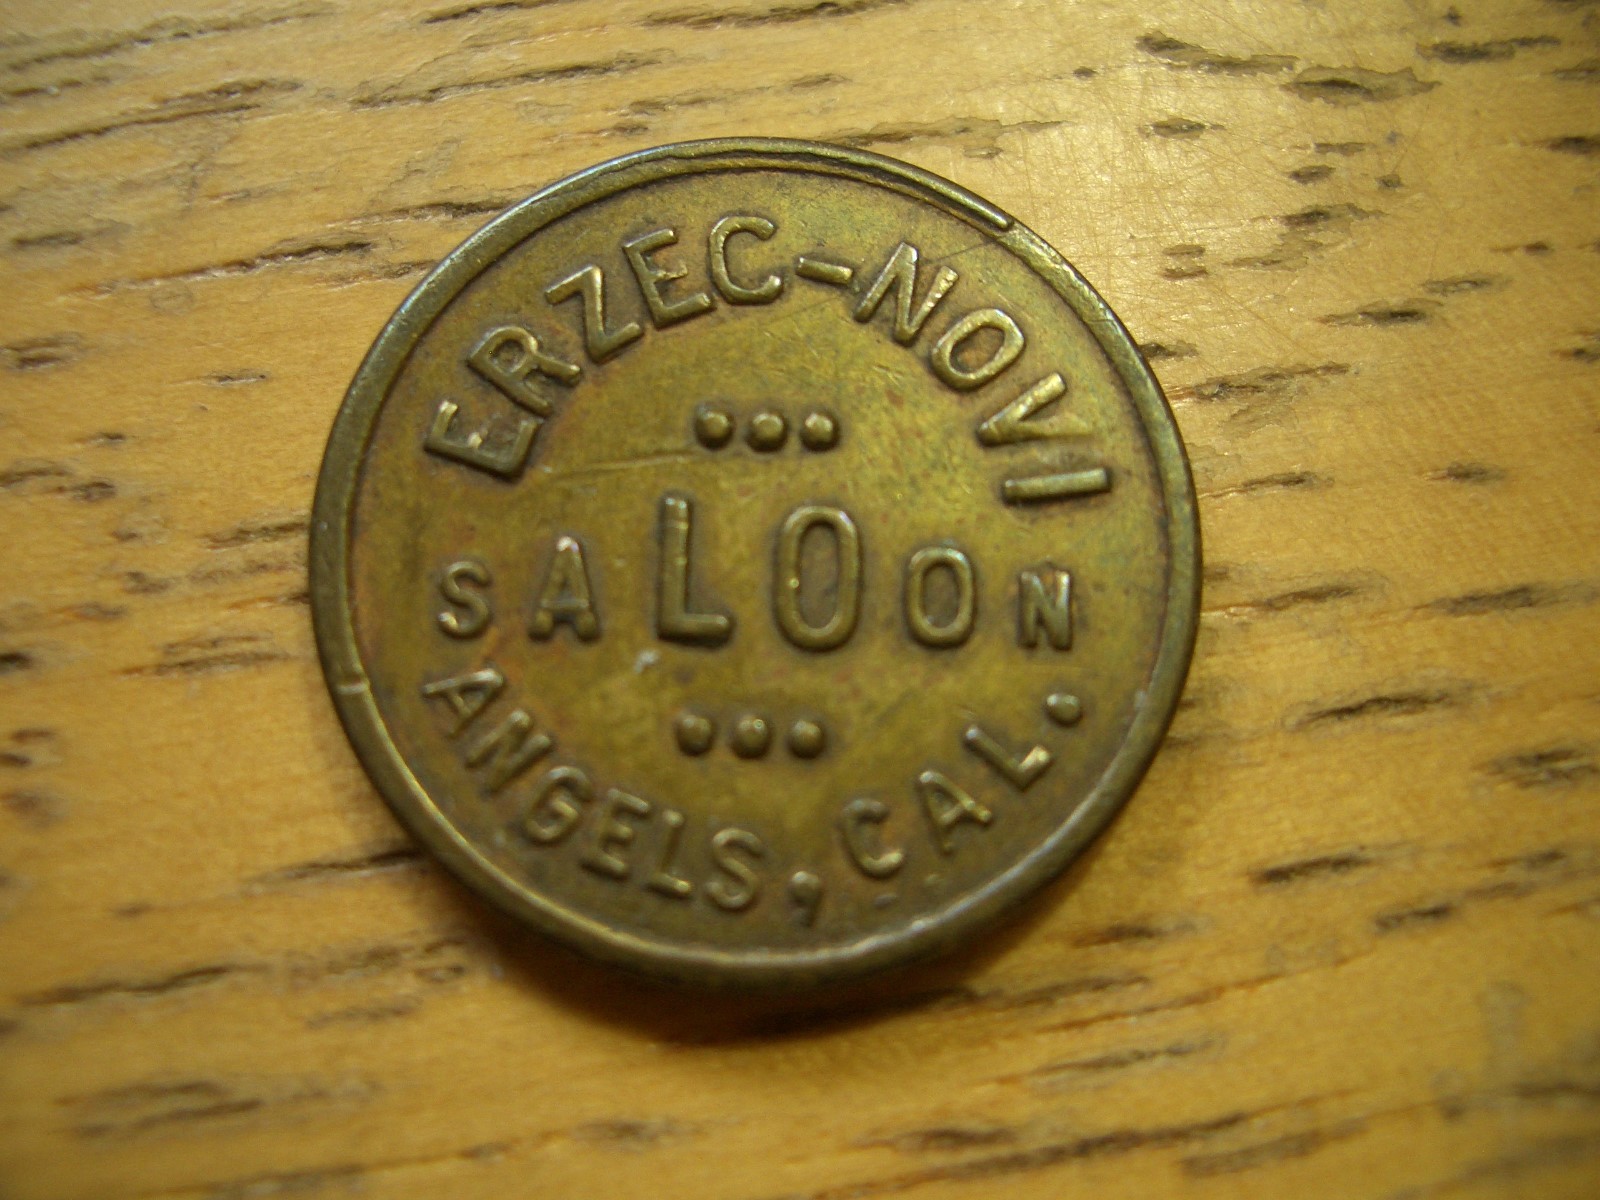 ERZEC-NOVI
•••
SALOON
•••
ANGELS, CAL.